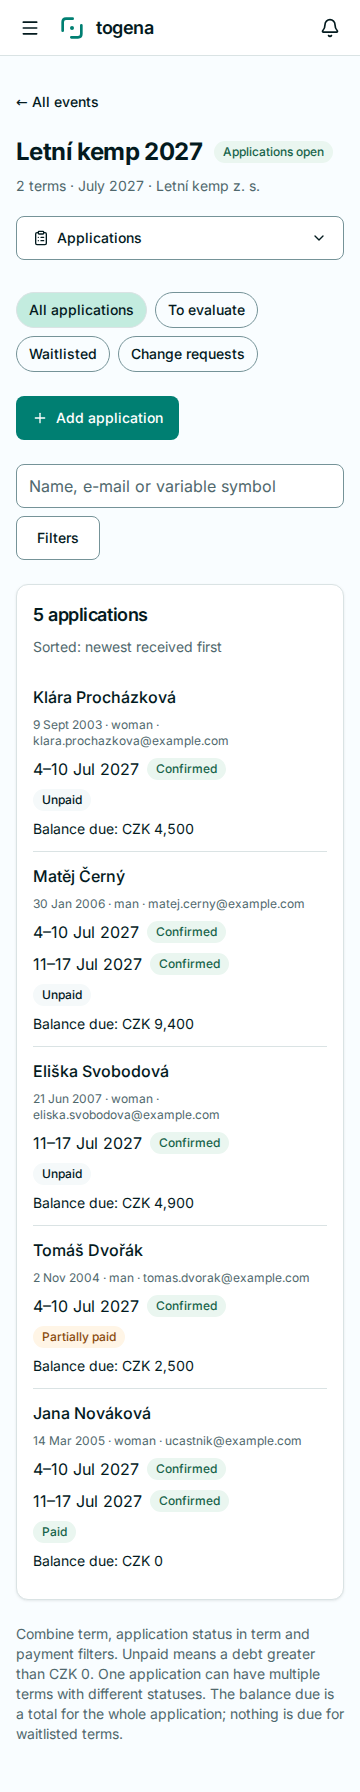 togena
← All events
Letní kemp 2027 Applications open
2 terms · July 2027 · Letní kemp z. s.
Applications
All applications To evaluate
Waitlisted Change requests
+ Add application
Name, e-mail or variable symbol
Filters
5 applications
Sorted: newest received first
Klára Procházková
9 Sept 2003 · woman ·
klara.prochazkova@example.com
4–10 Jul 2027 Confirmed
Unpaid
Balance due: CZK 4,500
Matěj Černý
30 Jan 2006 · man · matej.cerny@example.com
4–10 Jul 2027 Confirmed
11–17 Jul 2027 Confirmed
Unpaid
Balance due: CZK 9,400
Eliška Svobodová
21 Jun 2007 · woman ·
eliska.svobodova@example.com
11–17 Jul 2027 Confirmed
Unpaid
Balance due: CZK 4,900
Tomáš Dvořák
2 Nov 2004 · man · tomas.dvorak@example.com
4–10 Jul 2027 Confirmed
Partially paid
Balance due: CZK 2,500
Jana Nováková
14 Mar 2005 · woman · ucastnik@example.com
4–10 Jul 2027 Confirmed
11–17 Jul 2027 Confirmed
Paid
Balance due: CZK 0
Combine term, application status in term and
payment filters. Unpaid means a debt greater
than CZK 0. One application can have multiple
terms with different statuses. The balance due is
a total for the whole application; nothing is due for
waitlisted terms.